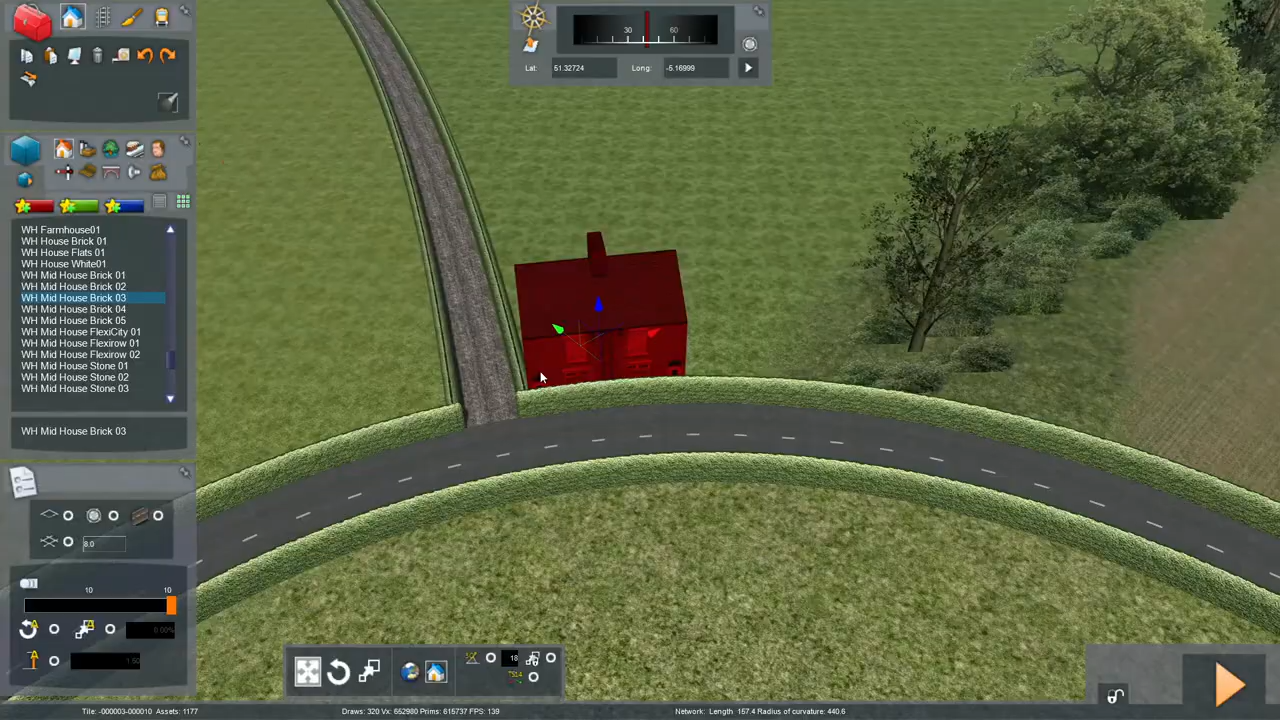 30 60
Lat: 51.32724 Long: -5.16999
WH Farmhouse01
WH House Brick 01
WH House Flats 01
WH House White01
WH Mid House Brick 01
WH Mid House Brick 02
WH Mid House Brick 03
WH Mid House Brick 04
WH Mid House Brick 05
WH Mid House FlexiCity 01
WH Mid House Flexirow 01
WH Mid House Flexirow 02
WH Mid House Stone 01
WH Mid House Stone 02
WH Mid House Stone 03
WH Mid House Brick 03
8.0
10 10
0.00%
1.50
18
Tile: -000003-000010 Assets: 1177
Draws: 320 Vx: 652980 Prims: 615737 FPS: 139
Network: Length 157.4 Radius of curvature: 440.6